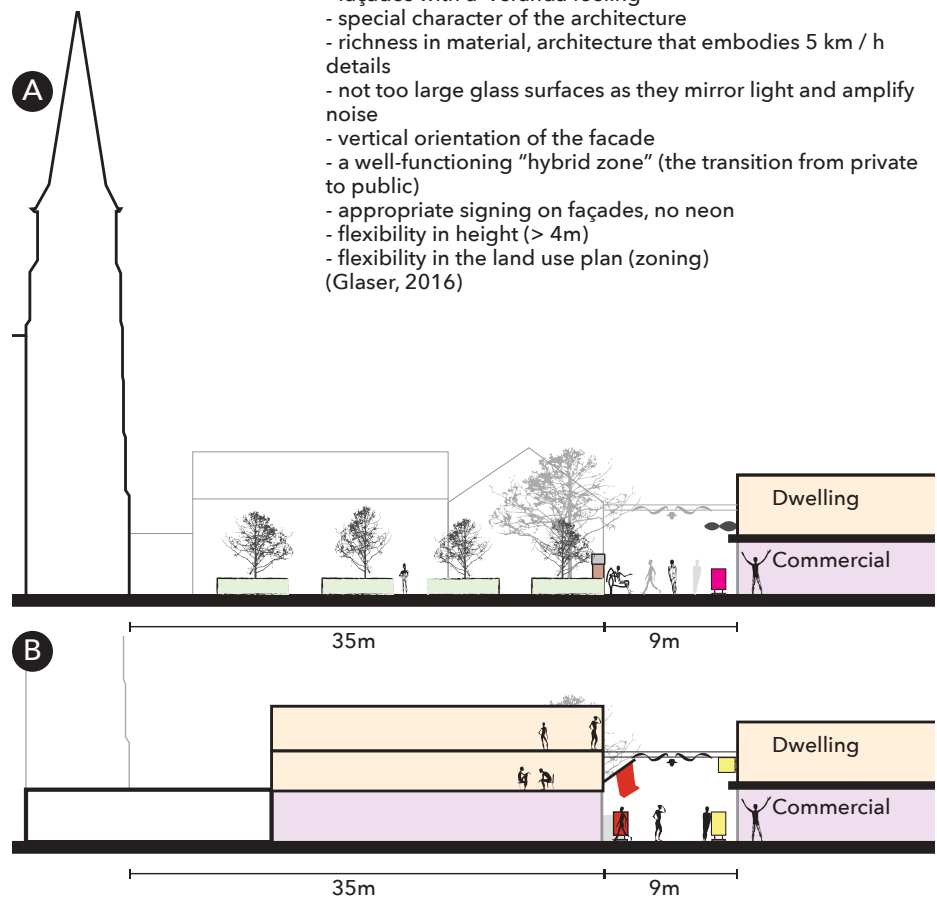 - special character of the architecture
- richness in material, architecture that embodies 5 km / h
details
- not too large glass surfaces as they mirror light and amplify
noise
- vertical orientation of the facade
- a well-functioning “hybrid zone” (the transition from private
to public)
- appropriate signing on façades, no neon
- flexibility in height (> 4m)
- flexibility in the land use plan (zoning)
(Glaser, 2016)
A
Dwelling
Commercial
35m
9m
B
Dwelling
Commercial
35m
9m